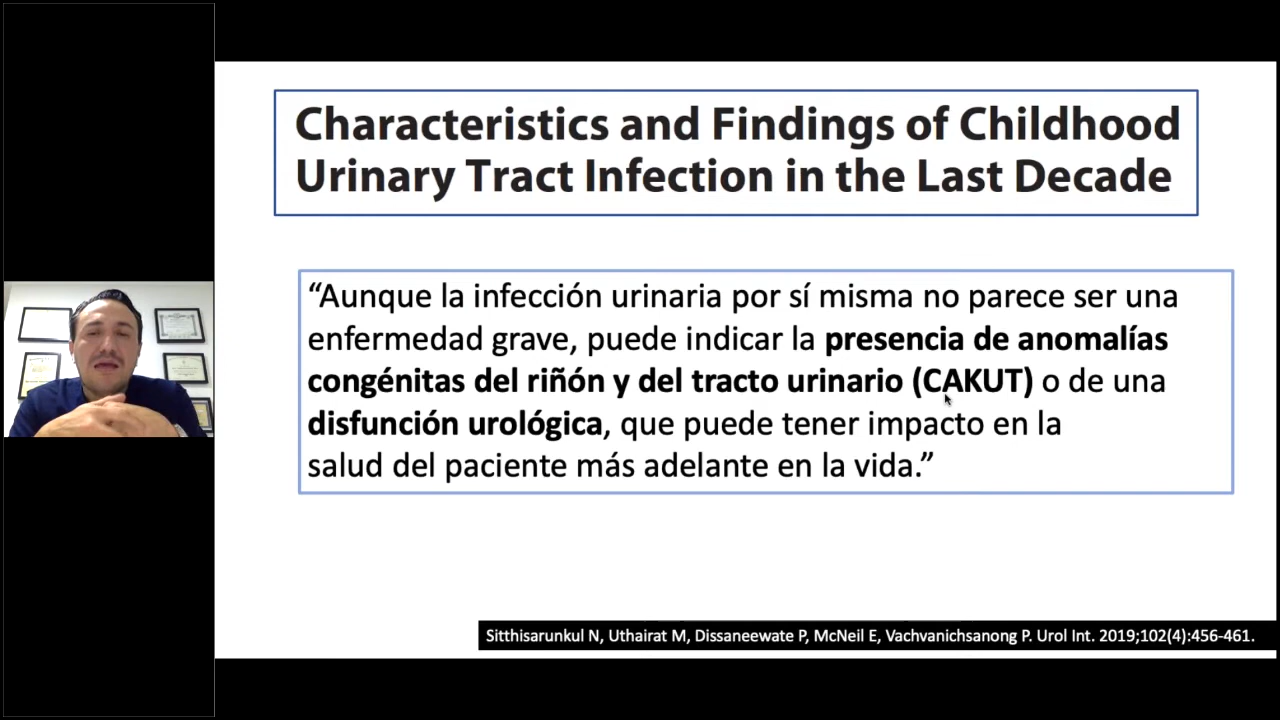 Characteristics and Findings of Childhood
Urinary Tract Infection in the Last Decade
“Aunque la infección urinaria por sí misma no parece ser una
enfermedad grave, puede indicar la presencia de anomalías
congénitas del riñón y del tracto urinario (CAKUT) o de una
disfunción urológica, que puede tener impacto en la
salud del paciente más adelante en la vida.”
Sitthisarunkul N, Uthairat M, Dissaneewate P, McNeil E, Vachvanichsanong P. Urol Int. 2019;102(4):456-461.